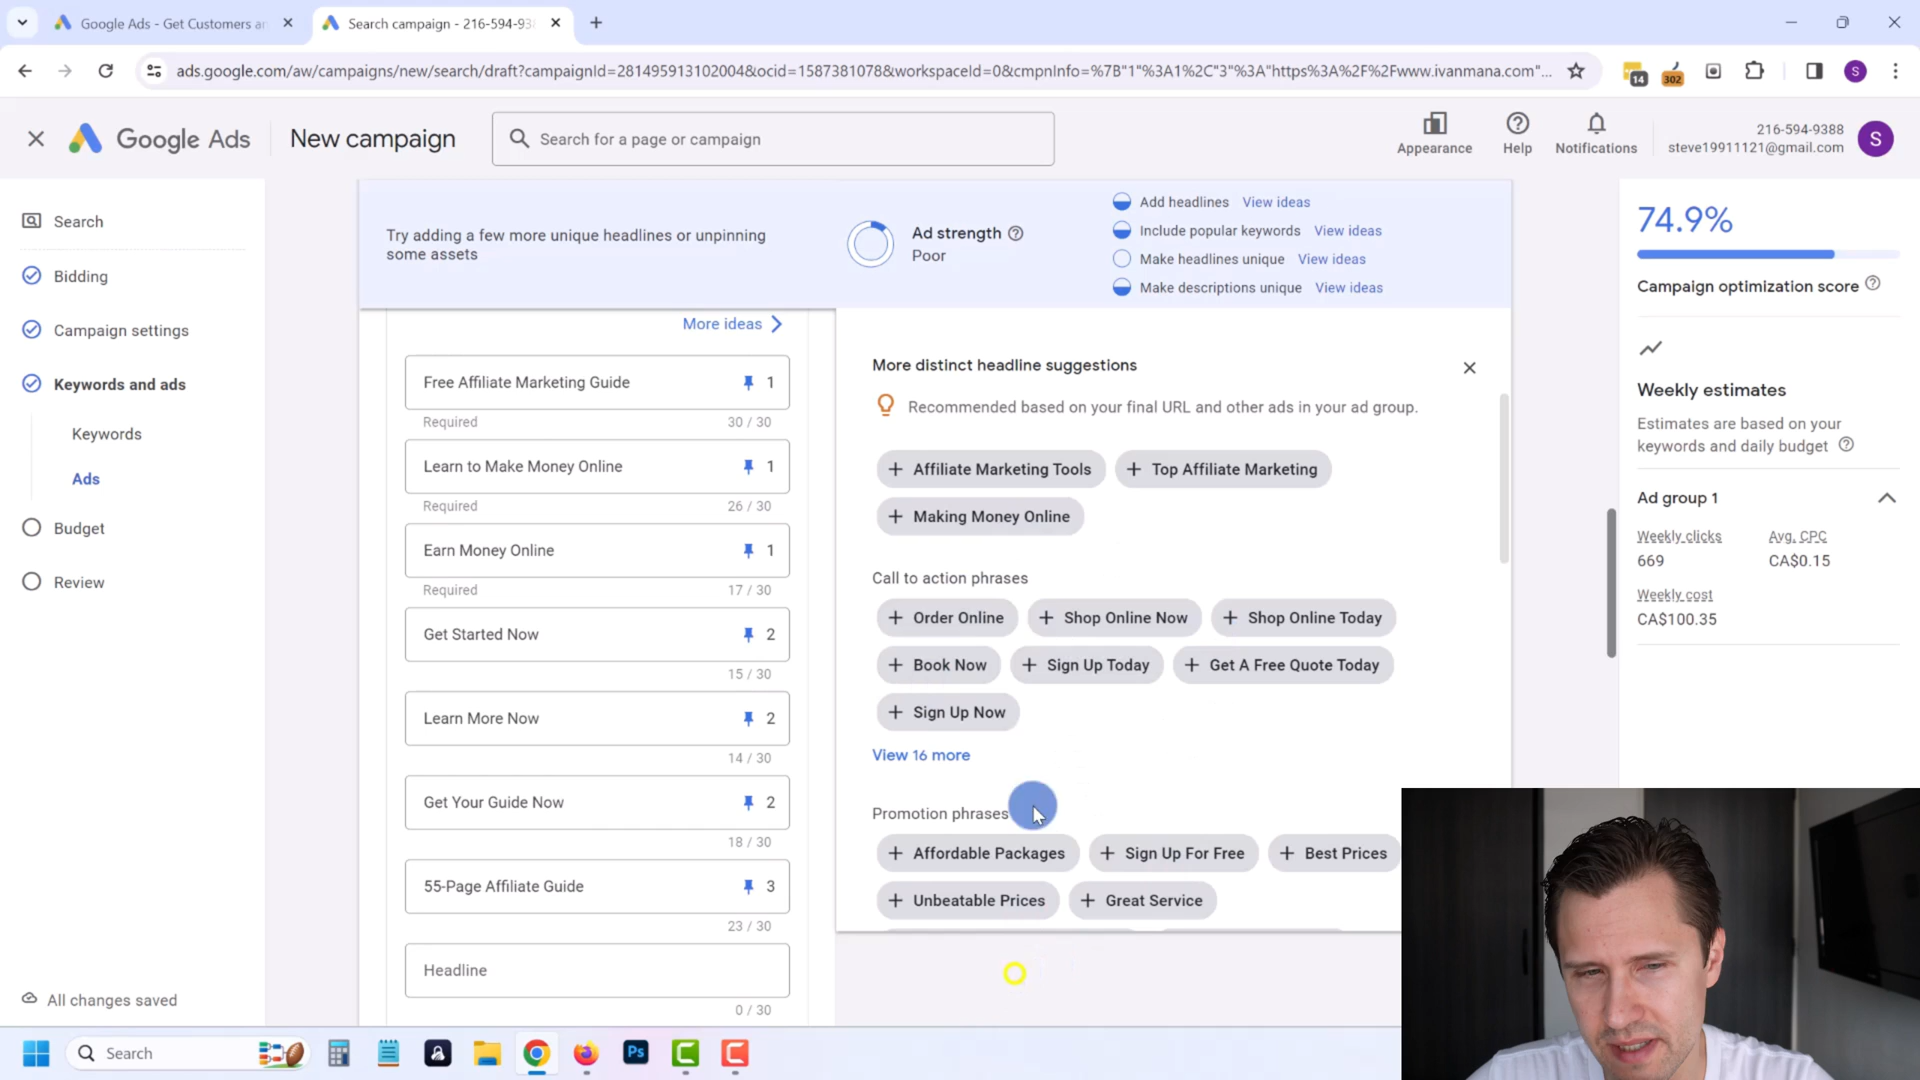 Google Ads - Get Customers an
Search campaign - 216-594-938
ads.google.com/aw/campaigns/new/search/draft?campaignId=281495913102004&ocid=1587381078&workspaceId=0&cmpnInfo=%7B"1"%3A1%2C"3"%3A"https%3A%2F%2Fwww.ivanmana.com"...
14
302
S
Google Ads
New campaign
Search for a page or campaign
Appearance
Help
Notifications
216-594-9388
steve19911121@gmail.com
S
Search
Bidding
Campaign settings
Keywords and ads
Keywords
Ads
Budget
Review
All changes saved
Try adding a few more unique headlines or unpinning
some assets
Ad strength
Poor
Add headlines View ideas
Include popular keywords View ideas
Make headlines unique View ideas
Make descriptions unique View ideas
More ideas
Free Affiliate Marketing Guide 1
Required 30 / 30
Learn to Make Money Online 1
Required 26 / 30
Earn Money Online 1
Required 17 / 30
Get Started Now 2
15 / 30
Learn More Now 2
14 / 30
Get Your Guide Now 2
18 / 30
55-Page Affiliate Guide 3
23 / 30
Headline
0 / 30
More distinct headline suggestions
Recommended based on your final URL and other ads in your ad group.
+ Affiliate Marketing Tools + Top Affiliate Marketing
+ Making Money Online
Call to action phrases
+ Order Online + Shop Online Now + Shop Online Today
+ Book Now + Sign Up Today + Get A Free Quote Today
+ Sign Up Now
View 16 more
Promotion phrases
+ Affordable Packages + Sign Up For Free + Best Prices
+ Unbeatable Prices + Great Service
74.9%
Campaign optimization score
Weekly estimates
Estimates are based on your
keywords and daily budget
Ad group 1
Weekly clicks Avg. CPC
669 CA$0.15
Weekly cost
CA$100.35
Search
Ps